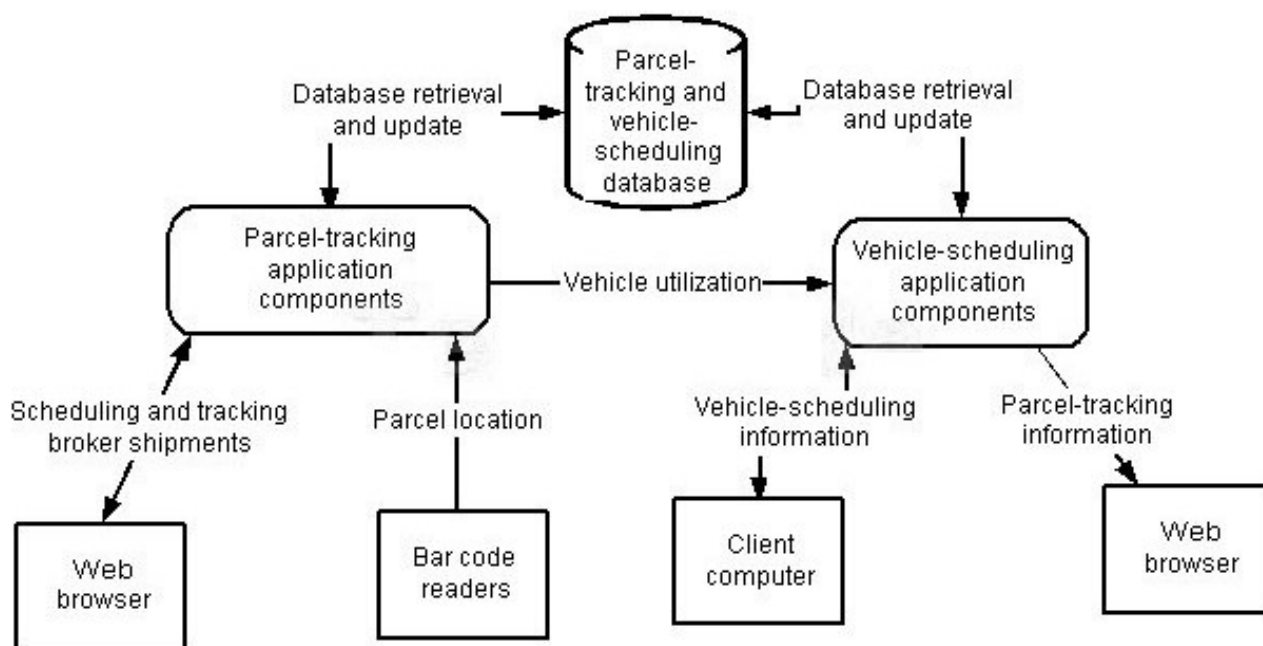 Parcel-
tracking and
vehicle-
scheduling
database
Database retrieval
and update
Database retrieval
and update
Parcel-tracking
application
components
Vehicle utilization
Vehicle-scheduling
application
components
Scheduling and tracking
broker shipments
Parcel location
Vehicle-scheduling
information
Parcel-tracking
information
Web
browser
Bar code
readers
Client
computer
Web
browser